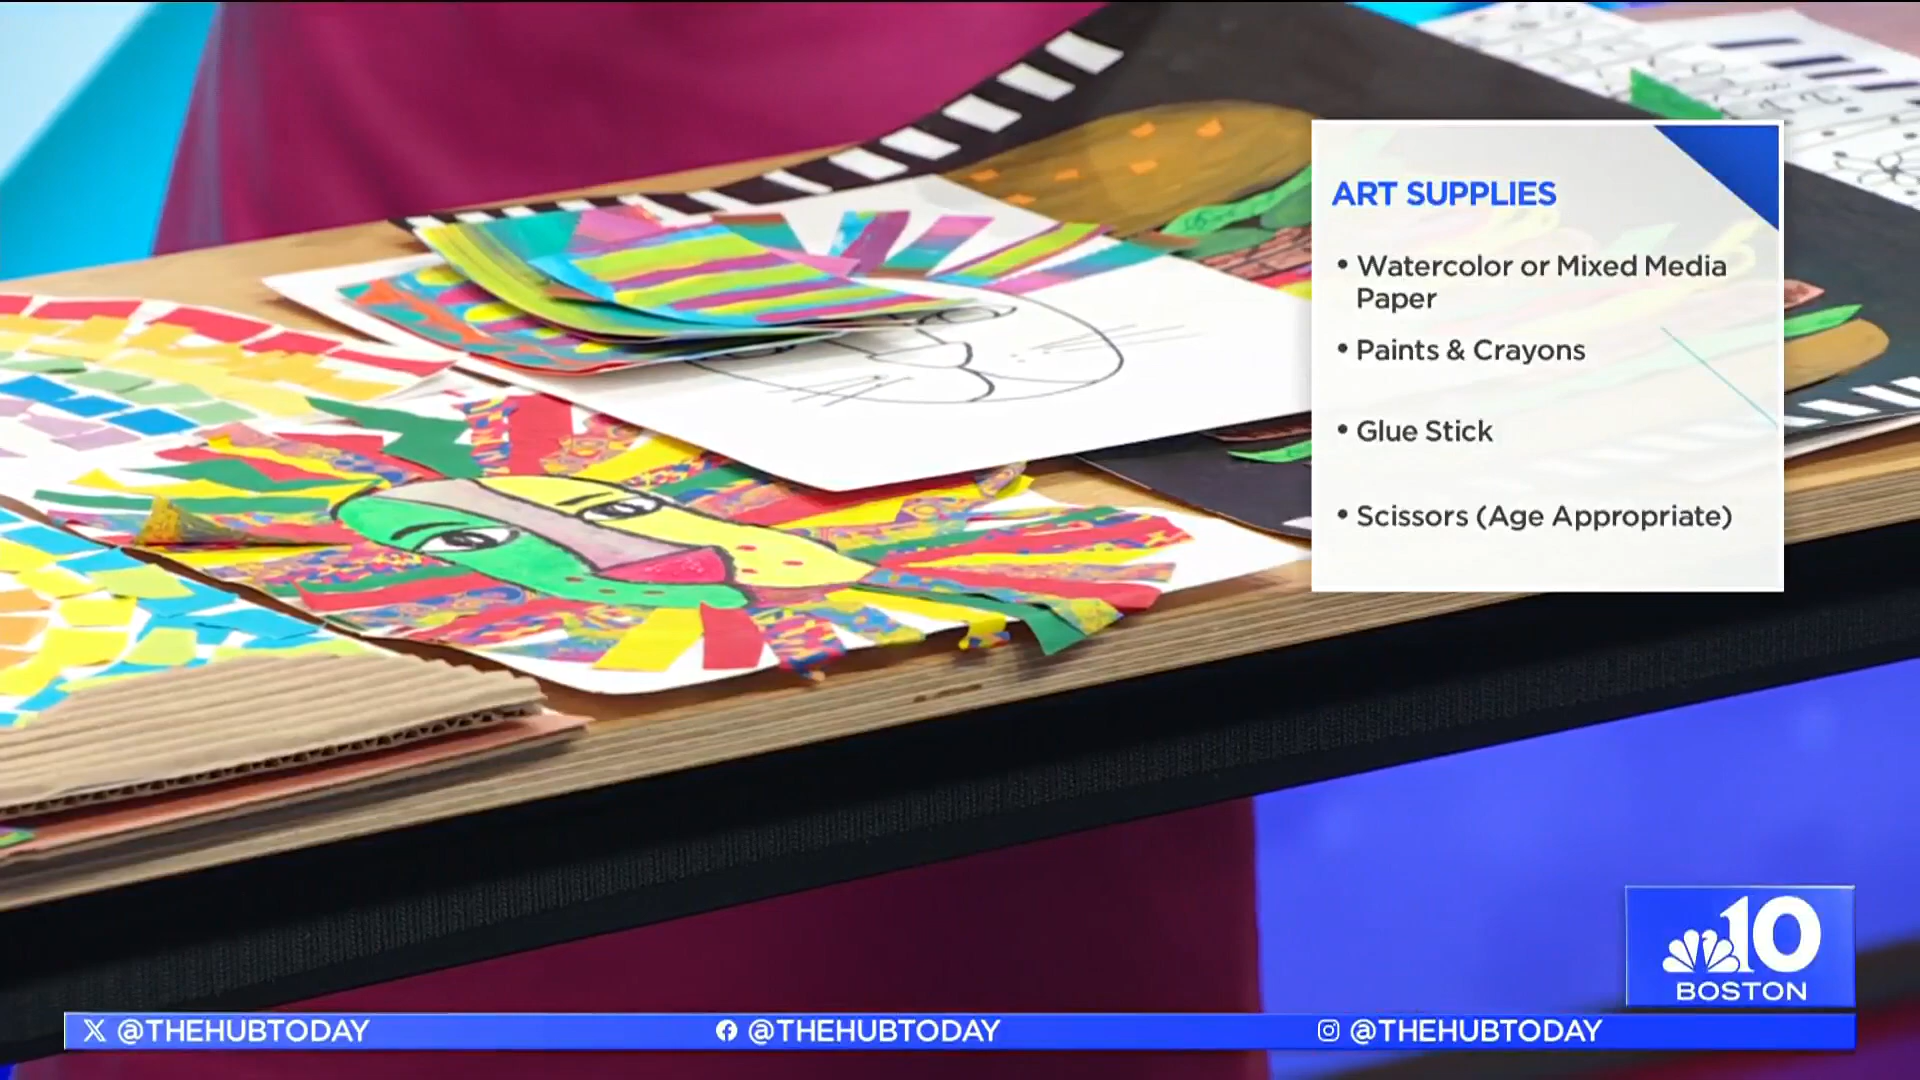 ART SUPPLIES
• Watercolor or Mixed Media
Paper
• Paints & Crayons
• Glue Stick
• Scissors (Age Appropriate)
10
BOSTON
@THEHUBTODAY
@THEHUBTODAY
@THEHUBTODAY